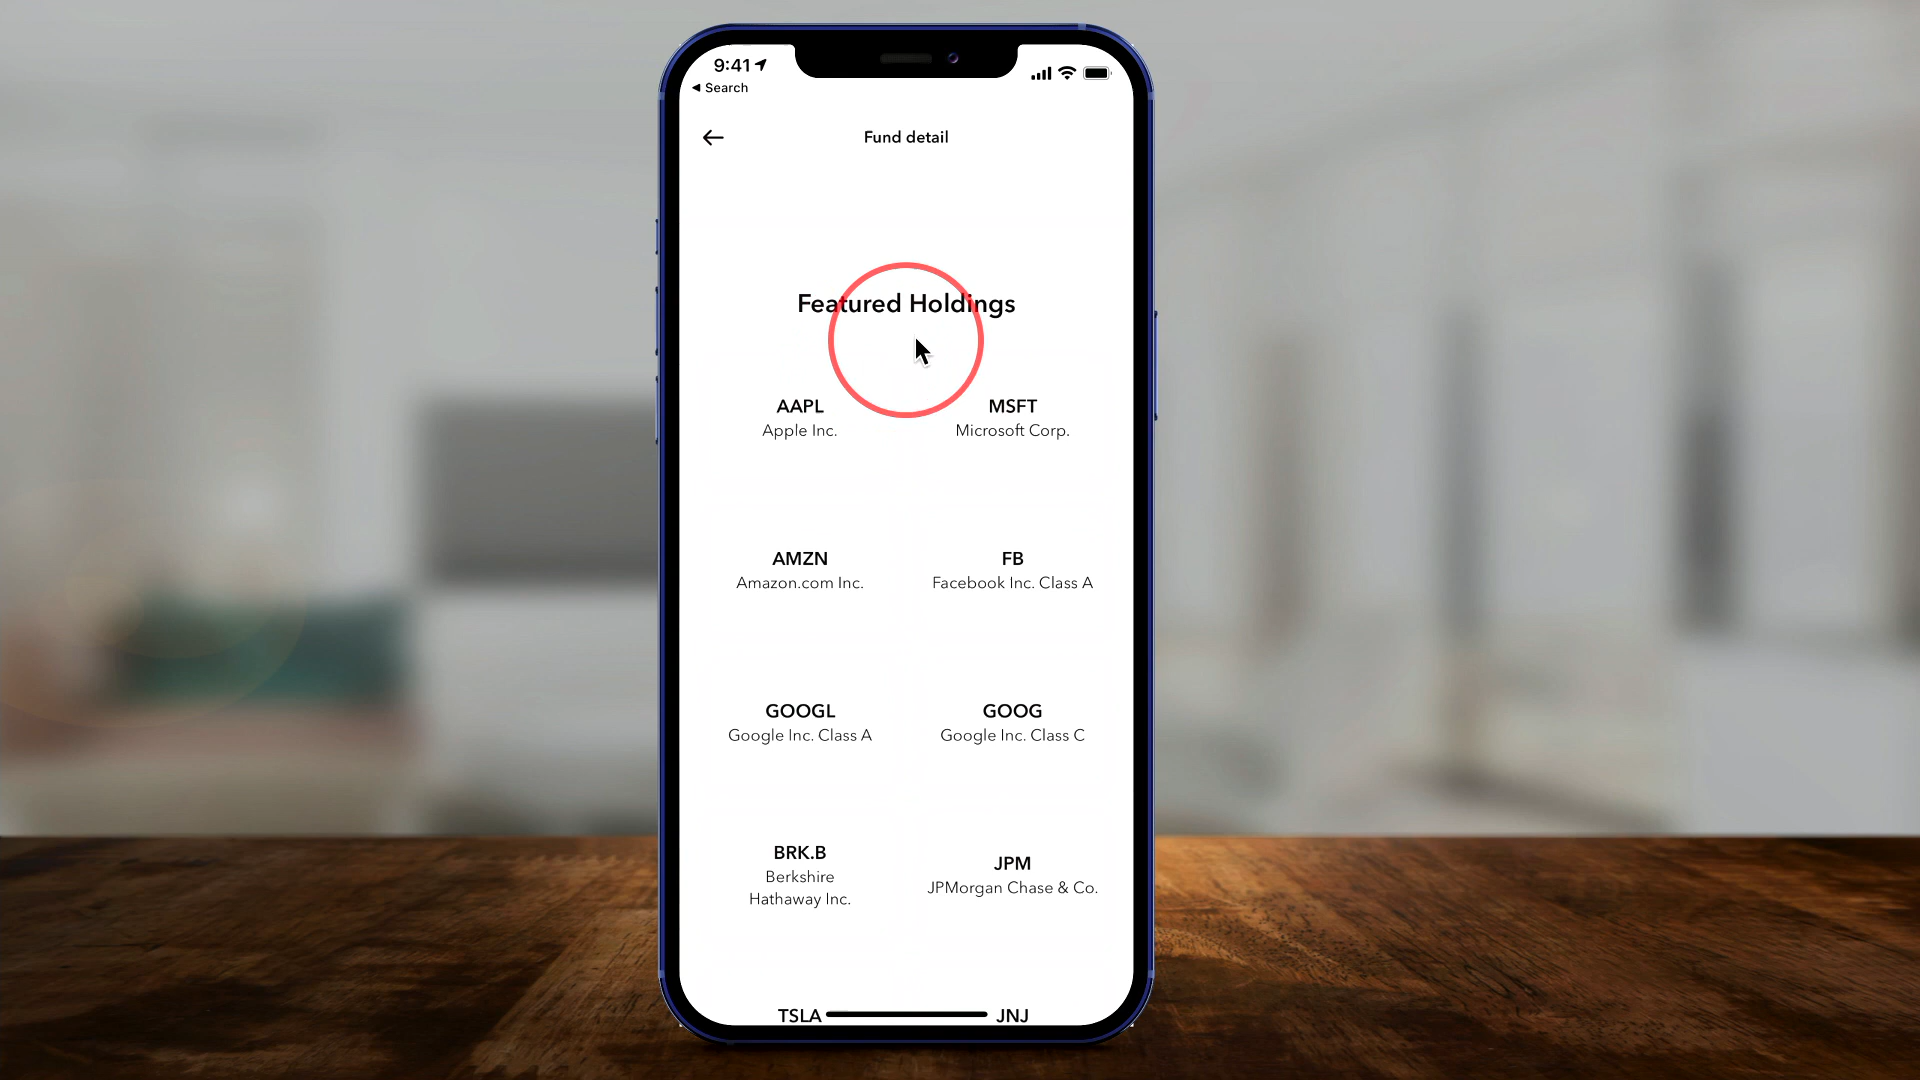 9:41
Search
Fund detail
Featured Holdings
AAPL
Apple Inc.
MSFT
Microsoft Corp.
AMZN
Amazon.com Inc.
FB
Facebook Inc. Class A
GOOGL
Google Inc. Class A
GOOG
Google Inc. Class C
BRK.B
Berkshire
Hathaway Inc.
JPM
JPMorgan Chase & Co.
TSLA
JNJ